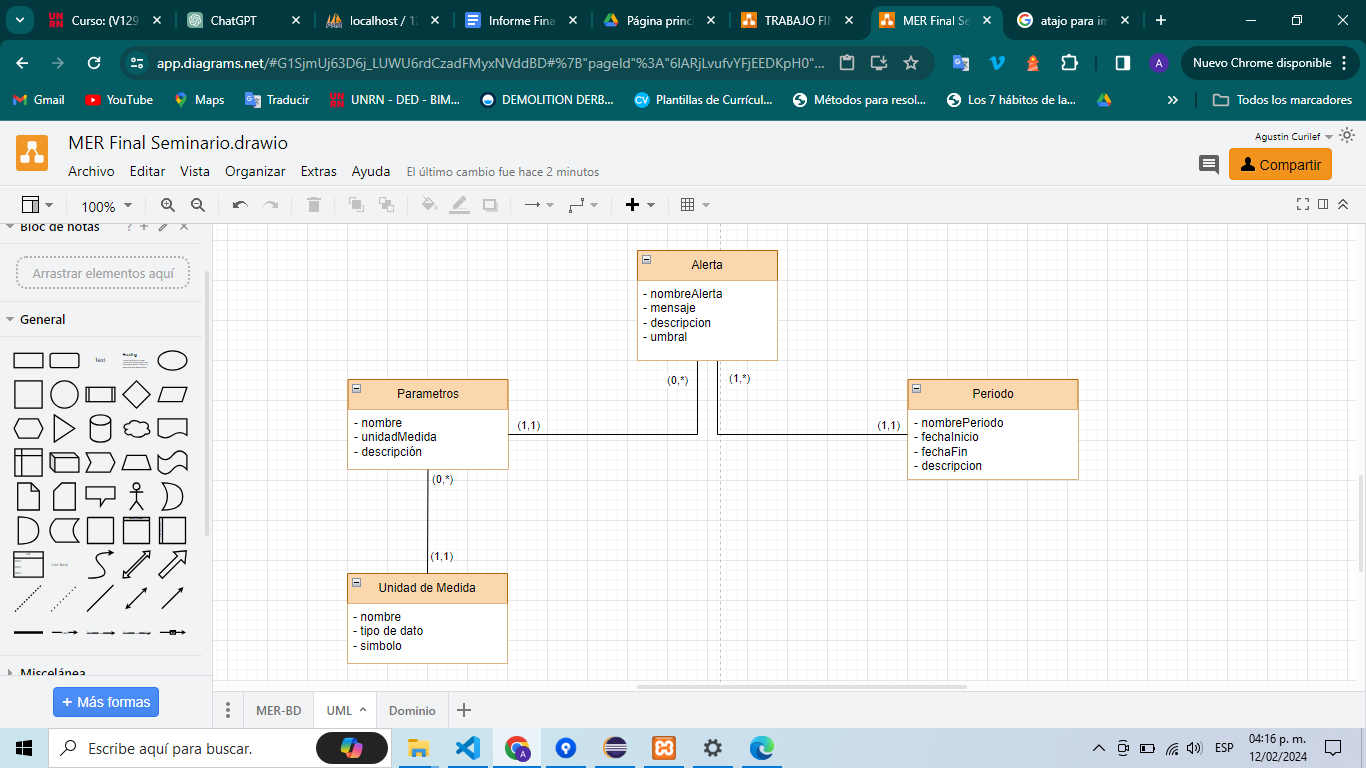 Curso: (V129
ChatGPT
localhost / 12
Informe Fina
Página princi
TRABAJO FIN
MER Final Se
atajo para im
app.diagrams.net/#G1SjmUj63D6j_LUWU6rdCzadFMyxNVddBD#%7B"pageId"%3A"6IARjLvufvYFjEEDKpH0"...
A
Nuevo Chrome disponible
Gmail
YouTube
Maps
Traducir
UNRN - DED - BIM...
DEMOLITION DERB...
Plantillas de Currícul...
Métodos para resol...
Los 7 hábitos de la...
»
Todos los marcadores
MER Final Seminario.drawio
Agustin Curilef
Archivo
Editar
Vista
Organizar
Extras
Ayuda
El último cambio fue hace 2 minutos
Compartir
100%
Bloc de notas
?
Arrastrar elementos aquí
General
Text
Heading
List Item
Miscelánea
+ Más formas
Alerta
- nombreAlerta
- mensaje
- descripcion
- umbral
(0,*)
(1,*)
Parametros
- nombre
- unidadMedida
- descripción
(1,1)
(1,1)
Periodo
- nombrePeriodo
- fechaInicio
- fechaFin
- descripcion
(0,*)
(1,1)
Unidad de Medida
- nombre
- tipo de dato
- simbolo
MER-BD
UML
Dominio
Escribe aquí para buscar.
ESP
04:16 p. m.
12/02/2024